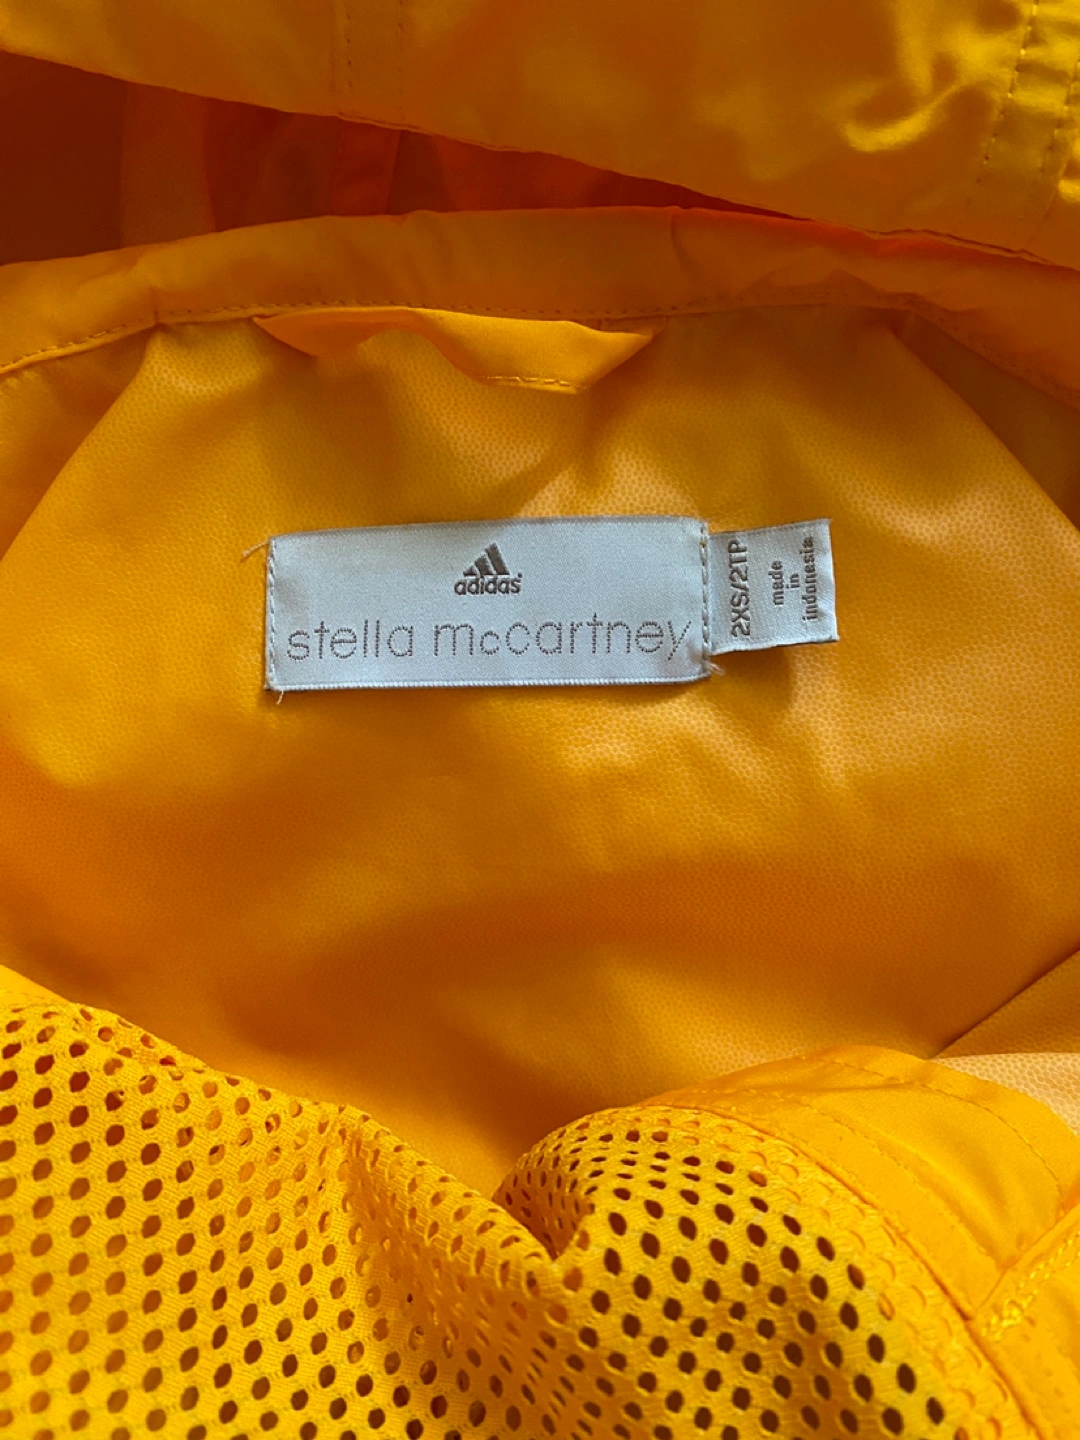 adidas
stella mccartney
2XS/2TP
made
in
indonesia